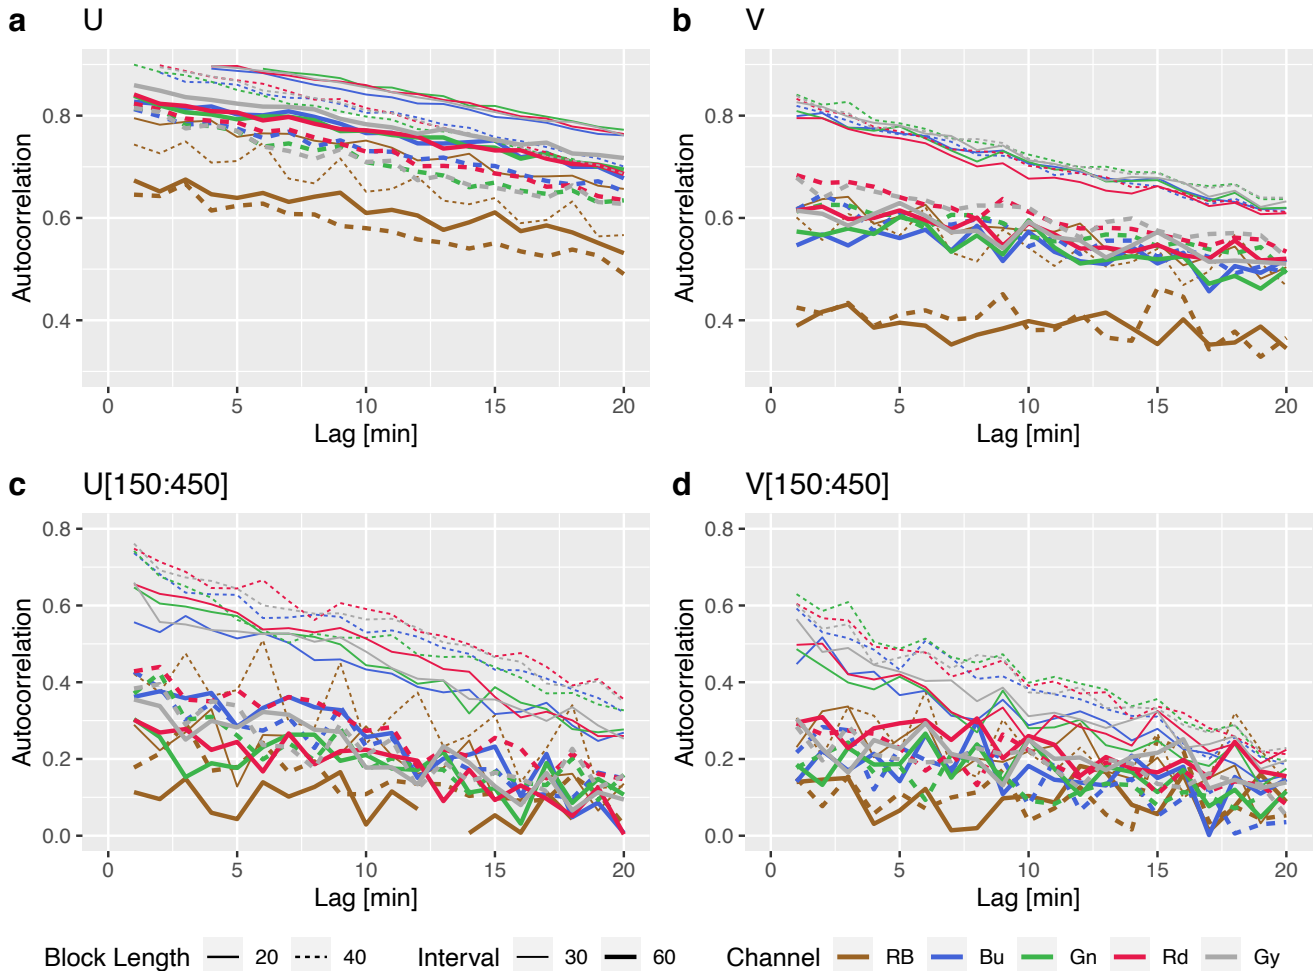 a U
b V
0.8
0.6
0.4
Autocorrelation
0 5 10 15 20
Lag [min]
0.8
0.6
0.4
Autocorrelation
0 5 10 15 20
Lag [min]
c U[150:450]
d V[150:450]
0.8
0.6
0.4
0.2
0.0
Autocorrelation
0 5 10 15 20
Lag [min]
0.8
0.6
0.4
0.2
0.0
Autocorrelation
0 5 10 15 20
Lag [min]
Block Length 20 40 Interval 30 60 Channel RB Bu Gn Rd Gy